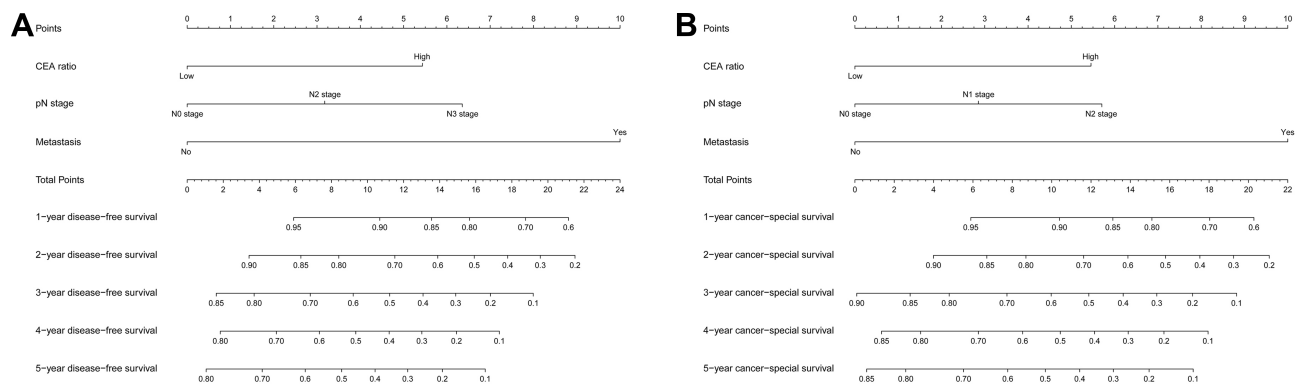 A
Points
0 1 2 3 4 5 6 7 8 9 10
CEA ratio
High
Low
pN stage
N2 stage
N0 stage N3 stage
Metastasis
Yes
No
Total Points
0 2 4 6 8 10 12 14 16 18 20 22 24
1−year disease−free survival
0.95 0.90 0.85 0.80 0.70 0.6
2−year disease−free survival
0.90 0.85 0.80 0.70 0.6 0.5 0.4 0.3 0.2
3−year disease−free survival
0.85 0.80 0.70 0.6 0.5 0.4 0.3 0.2 0.1
4−year disease−free survival
0.80 0.70 0.6 0.5 0.4 0.3 0.2 0.1
5−year disease−free survival
0.80 0.70 0.6 0.5 0.4 0.3 0.2 0.1
B
Points
0 1 2 3 4 5 6 7 8 9 10
CEA ratio
High
Low
pN stage
N1 stage
N0 stage N2 stage
Metastasis
Yes
No
Total Points
0 2 4 6 8 10 12 14 16 18 20 22
1−year cancer−special survival
0.95 0.90 0.85 0.80 0.70 0.6
2−year cancer−special survival
0.90 0.85 0.80 0.70 0.6 0.5 0.4 0.3 0.2
3−year cancer−special survival
0.90 0.85 0.80 0.70 0.6 0.5 0.4 0.3 0.2 0.1
4−year cancer−special survival
0.85 0.80 0.70 0.6 0.5 0.4 0.3 0.2 0.1
5−year cancer−special survival
0.85 0.80 0.70 0.6 0.5 0.4 0.3 0.2 0.1